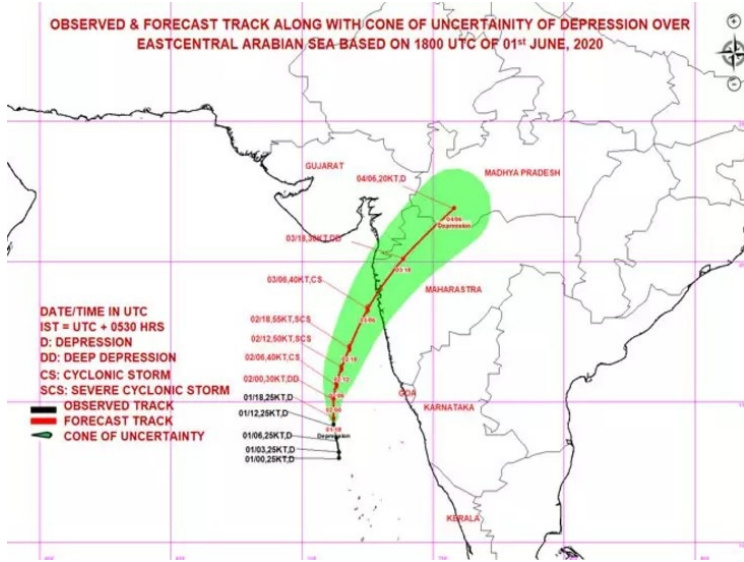 OBSERVED & FORECAST TRACK ALONG WITH CONE OF UNCERTAINITY OF DEPRESSION OVER
EASTCENTRAL ARABIAN SEA BASED ON 1800 UTC OF 01st JUNE, 2020
GUJARAT
MADHYA PRADESH
04/06,20KT,D
04/06
Depression
03/18,30KT,DD
03/18
03/06,40KT,CS
MAHARASTRA
03/06
DATE/TIME IN UTC
IST = UTC + 0530 HRS
D: DEPRESSION
DD: DEEP DEPRESSION
CS: CYCLONIC STORM
SCS: SEVERE CYCLONIC STORM
OBSERVED TRACK
FORECAST TRACK
CONE OF UNCERTAINTY
02/18,55KT,SCS
02/12,50KT,SCS
02/18
02/06,40KT,CS
02/12
02/00,30KT,DD
01/18,25KT,D
01/12,25KT,D
GOA
KARNATAKA
01/18
Depression
01/06,25KT,D
01/03,25KT,D
01/00,25KT,D
KERALA